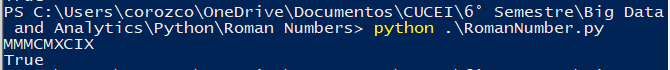 True
PS C:\Users\corozco\OneDrive\Documentos\CUCEI\6° Semestre\Big Data
 and Analytics\Python\Roman Numbers> python .\RomanNumber.py
MMMCMXCIX
True